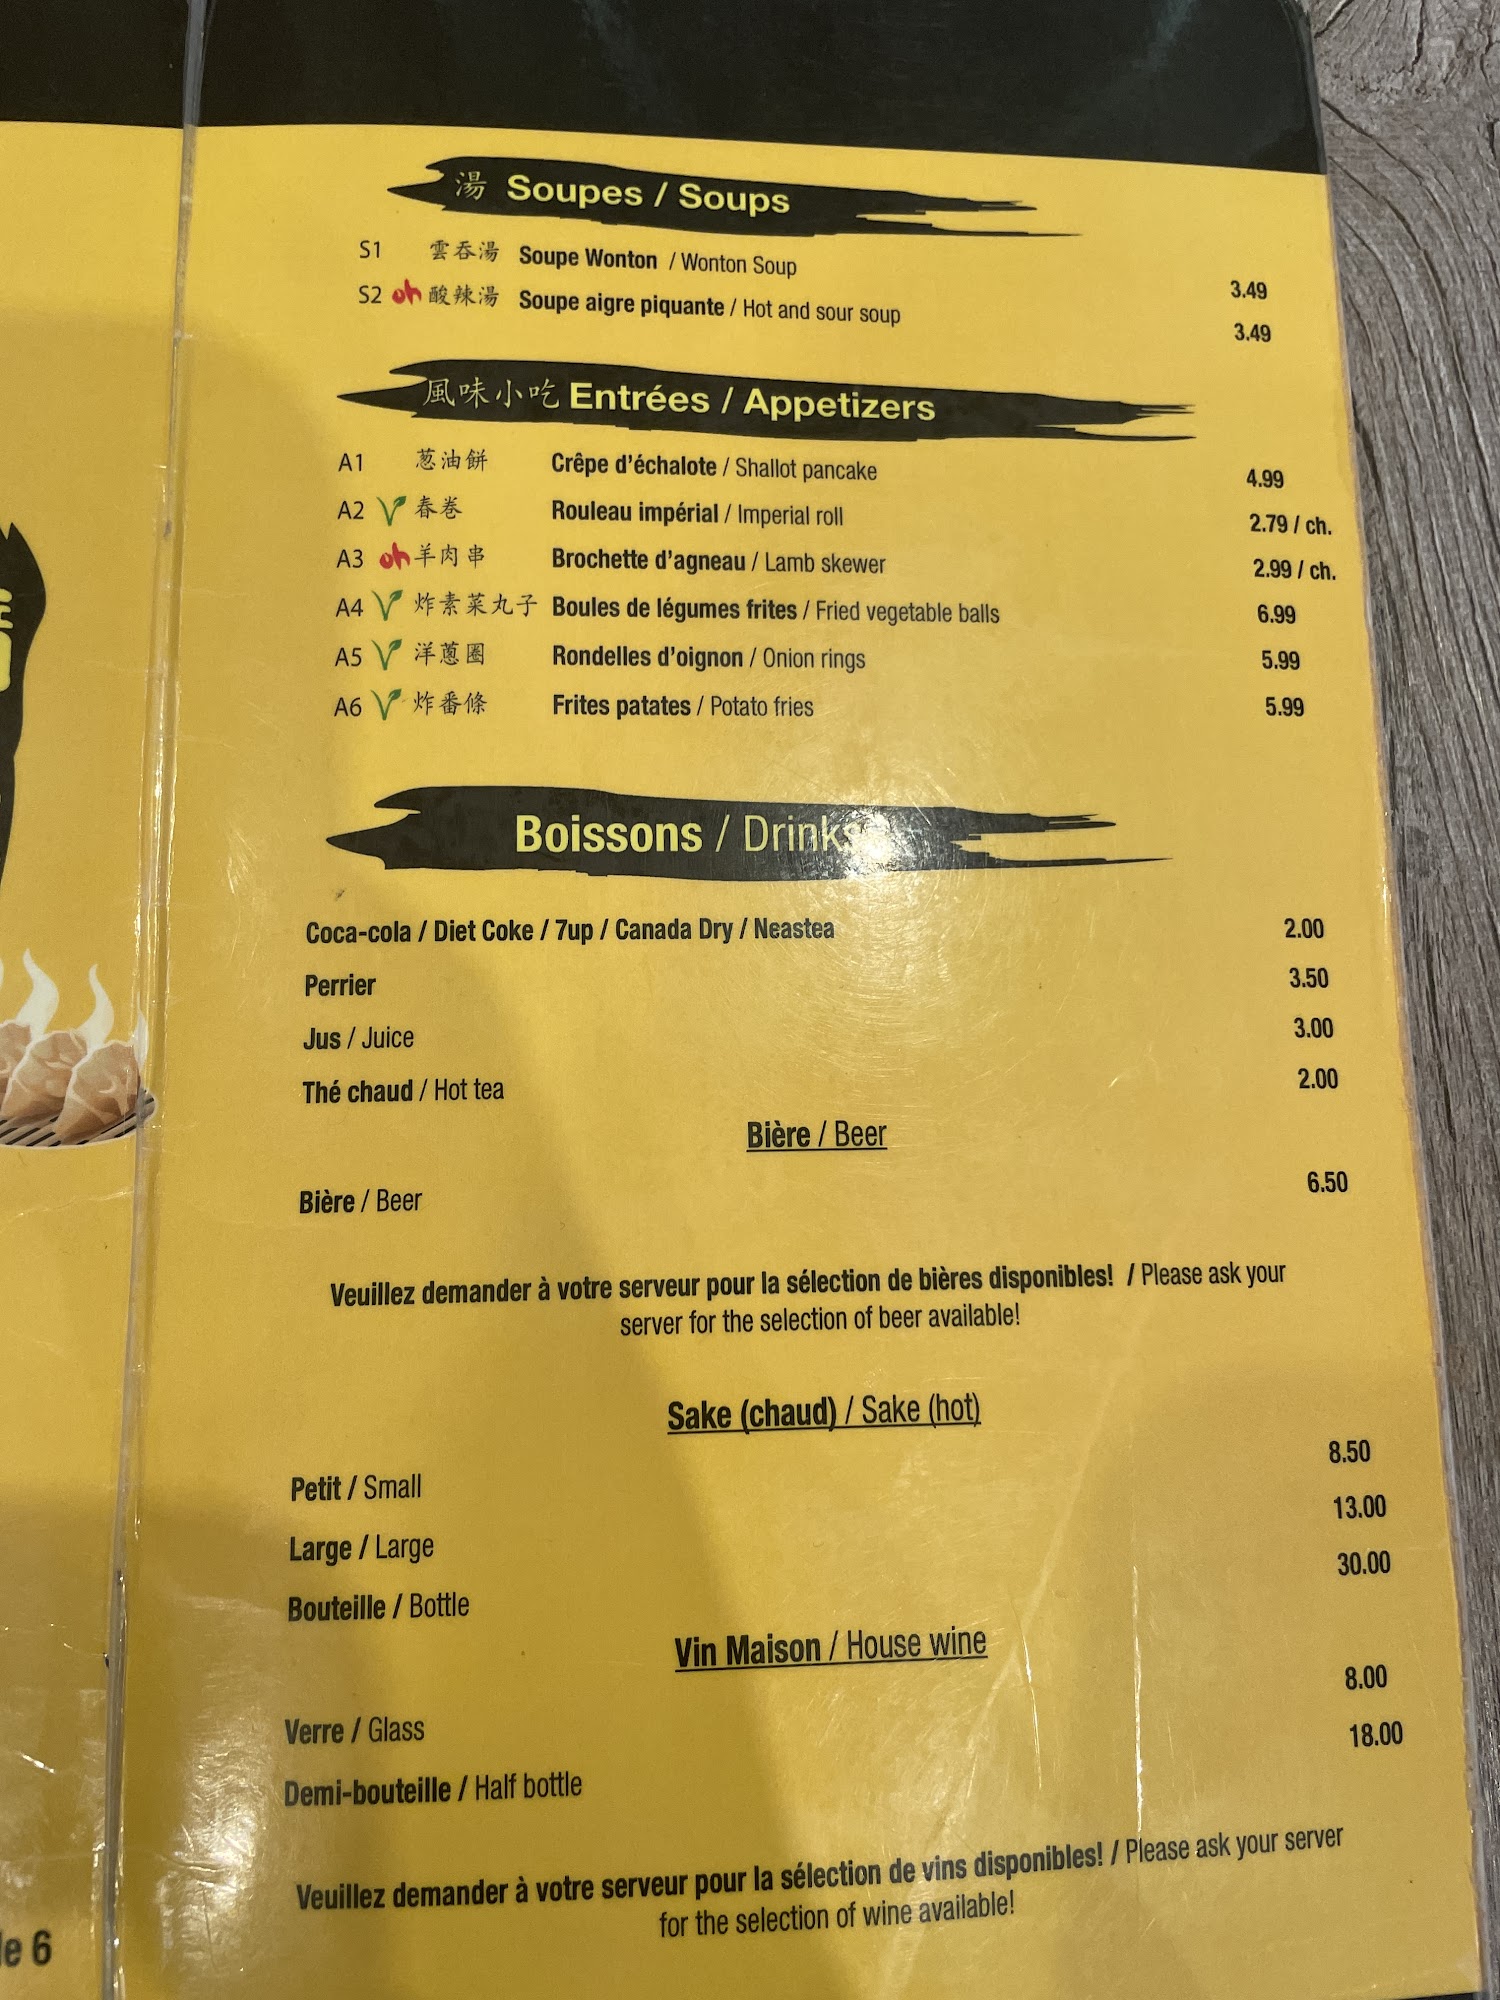 湯 Soupes / Soups
S1 雲吞湯 Soupe Wonton / Wonton Soup 3.49
S2 oh 酸辣湯 Soupe aigre piquante / Hot and sour soup 3.49
風味小吃 Entrées / Appetizers
A1 葱油餅 Crêpe d'échalote / Shallot pancake 4.99
A2 春卷 Rouleau impérial / Imperial roll 2.79 / ch.
A3 oh 羊肉串 Brochette d'agneau / Lamb skewer 2.99 / ch.
A4 炸素菜丸子 Boules de légumes frites / Fried vegetable balls 6.99
A5 洋蔥圈 Rondelles d'oignon / Onion rings 5.99
A6 炸番條 Frites patates / Potato fries 5.99
Boissons / Drinks
Coca-cola / Diet Coke / 7up / Canada Dry / Neastea 2.00
Perrier 3.50
Jus / Juice 3.00
Thé chaud / Hot tea 2.00
Bière / Beer
Bière / Beer 6.50
Veuillez demander à votre serveur pour la sélection de bières disponibles! / Please ask your
server for the selection of beer available!
Sake (chaud) / Sake (hot)
Petit / Small 8.50
Large / Large 13.00
Bouteille / Bottle 30.00
Vin Maison / House wine
Verre / Glass 8.00
Demi-bouteille / Half bottle 18.00
Veuillez demander à votre serveur pour la sélection de vins disponibles! / Please ask your server
for the selection of wine available!
6